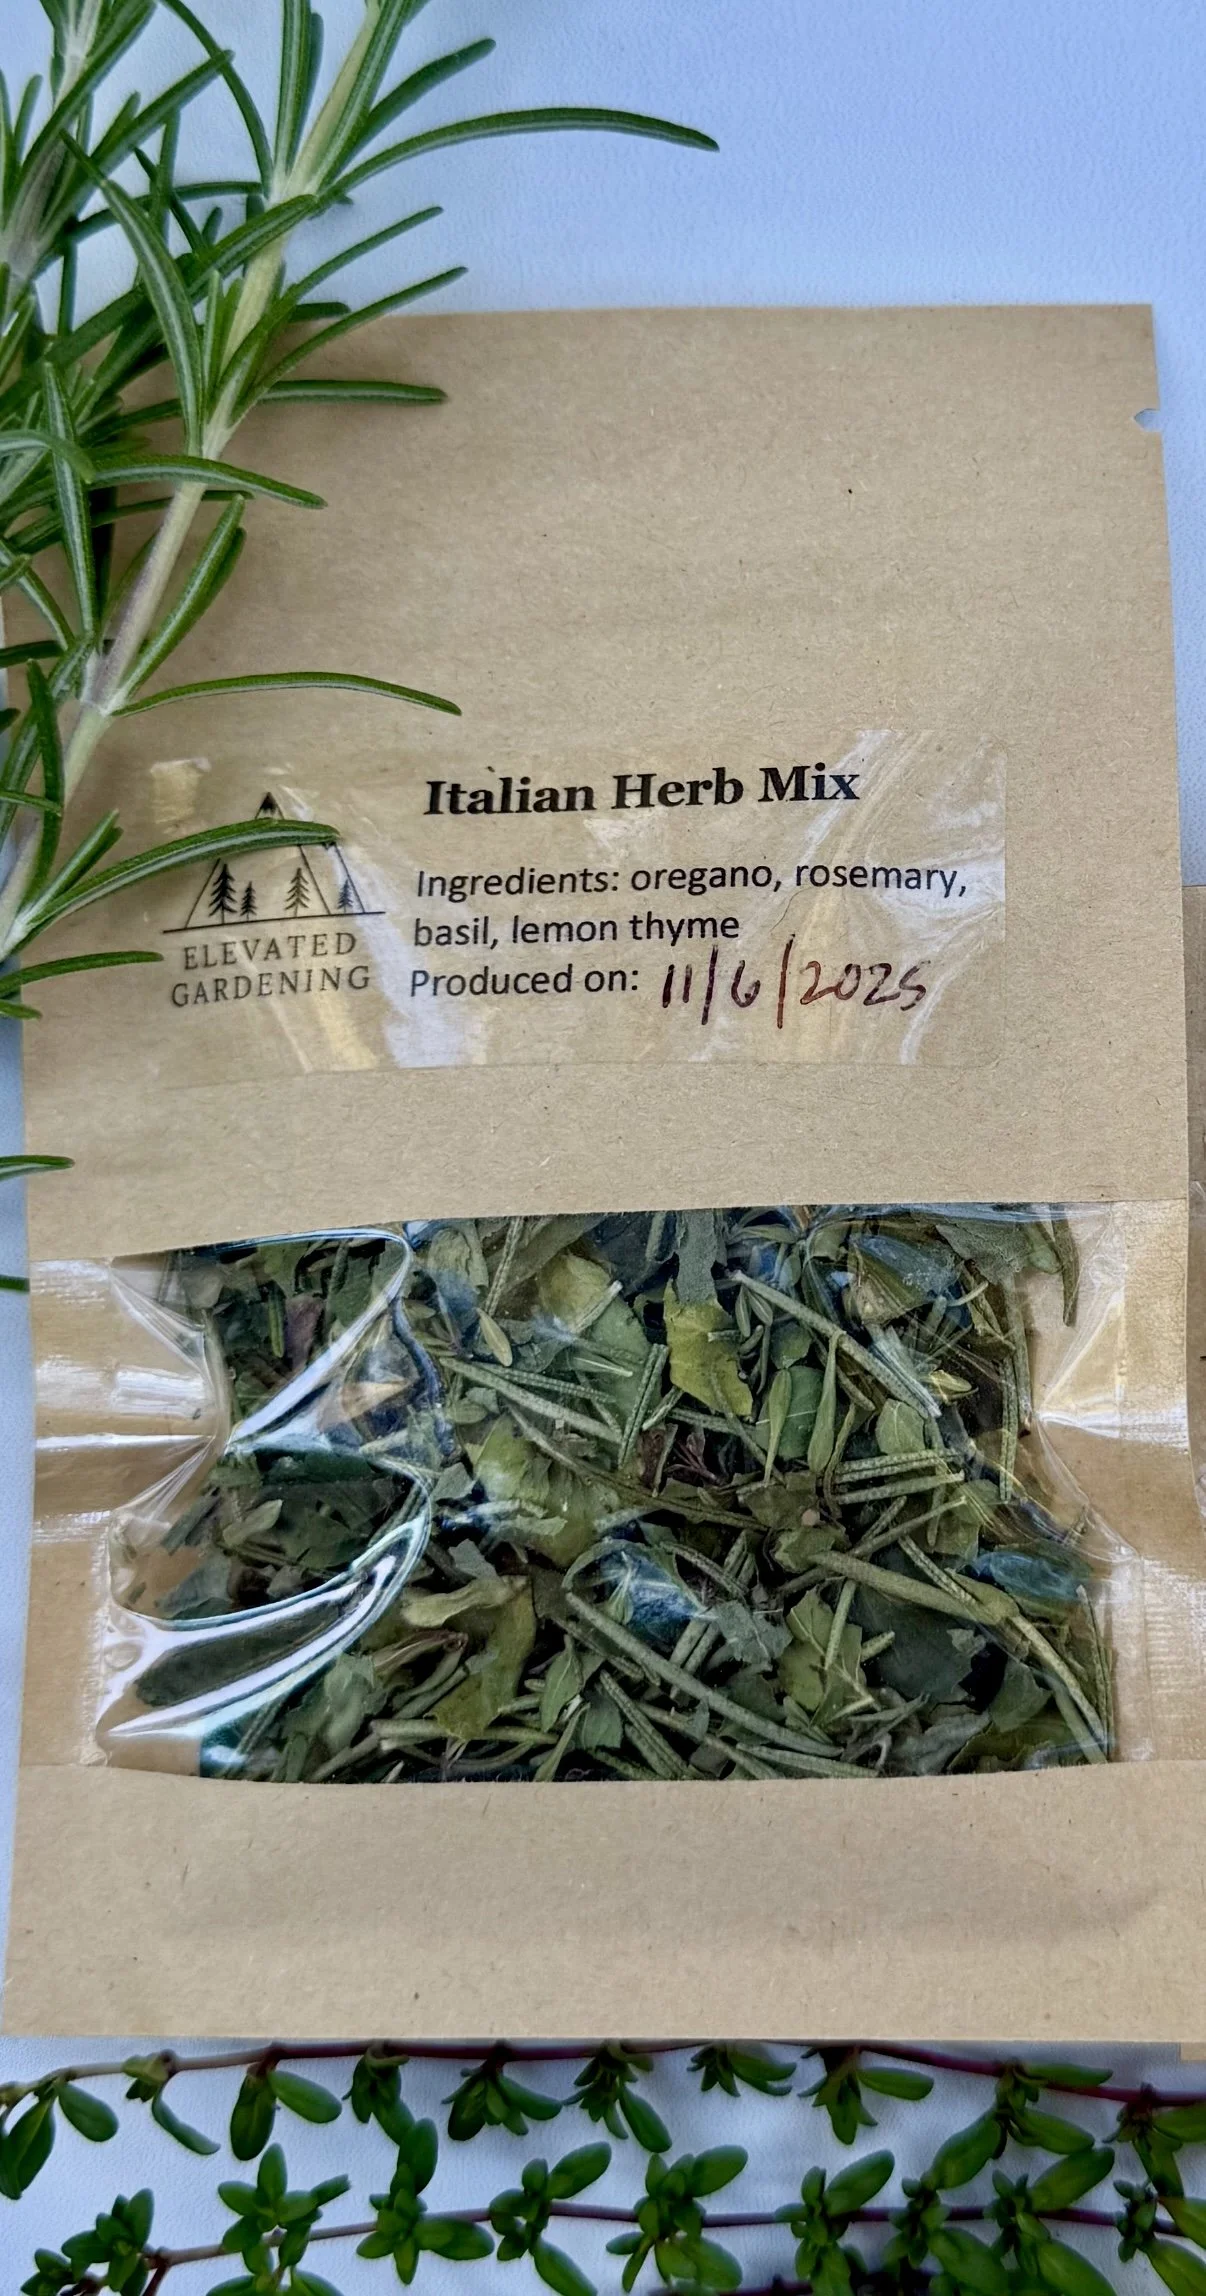 Italian Herb Mix
Ingredients: oregano, rosemary,
basil, lemon thyme
Produced on: 11/6/2025
ELEVATED
GARDENING